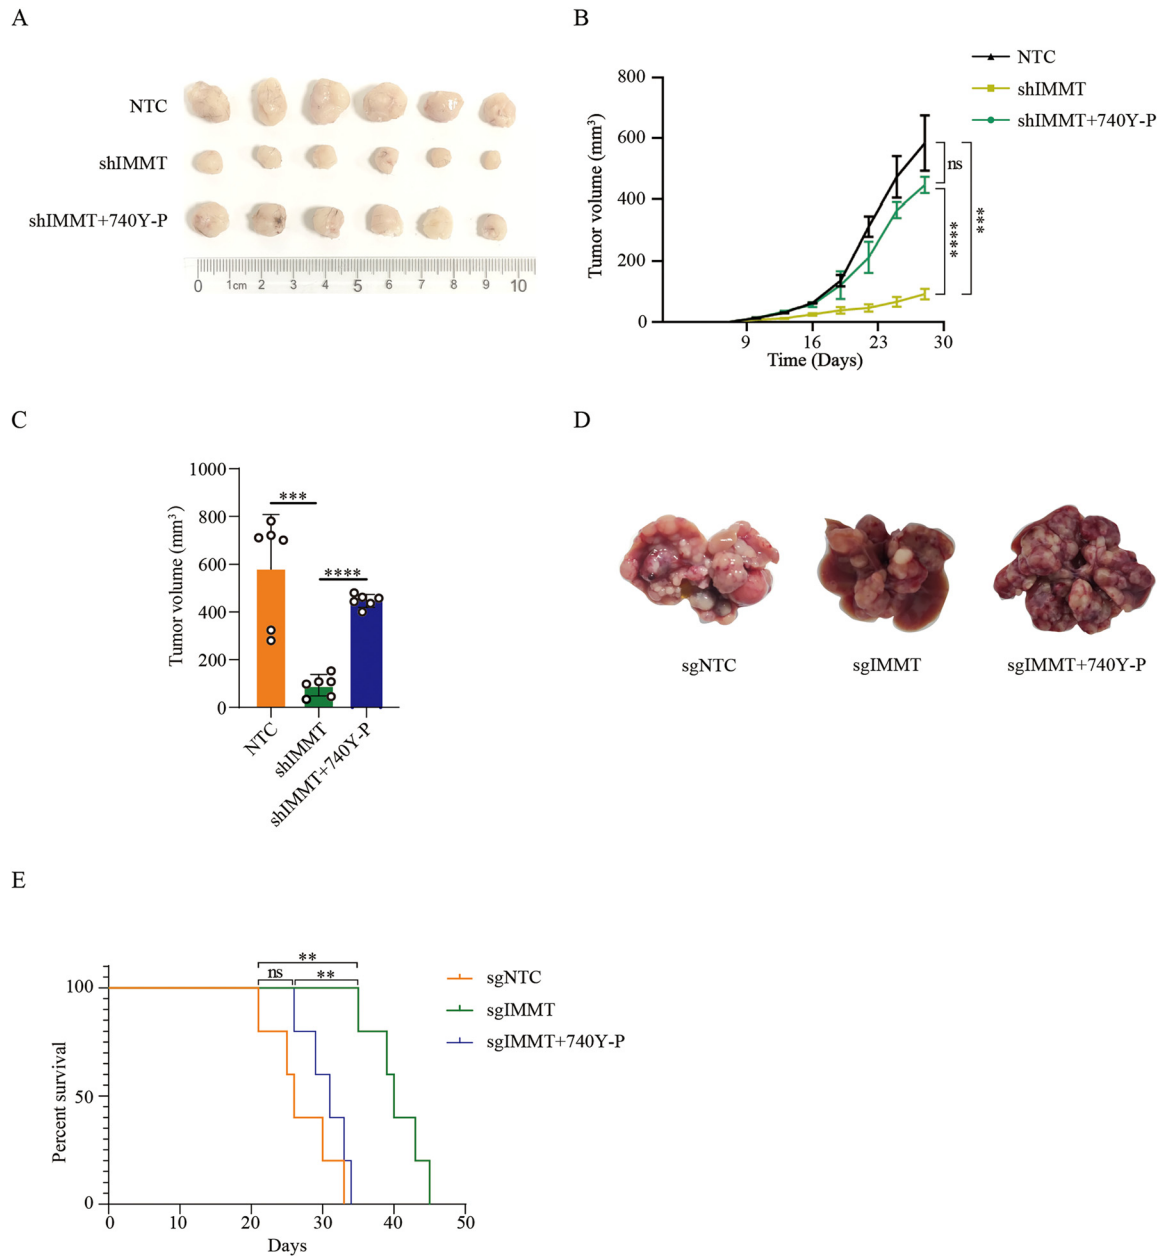 A
NTC
shIMMT
shIMMT+740Y-P
0 1cm 2 3 4 5 6 7 8 9 10
B
NTC
shIMMT
shIMMT+740Y-P
Tumor volume (mm³)
800
600
400
200
0
9 16 23 30
Time (Days)
ns
****
***
C
Tumor volume (mm³)
1000
800
600
400
200
0
***
****
NTC
shIMMT
shIMMT+740Y-P
D
sgNTC
sgIMMT
sgIMMT+740Y-P
E
Percent survival
100
50
0
0 10 20 30 40 50
Days
**
ns **
sgNTC
sgIMMT
sgIMMT+740Y-P